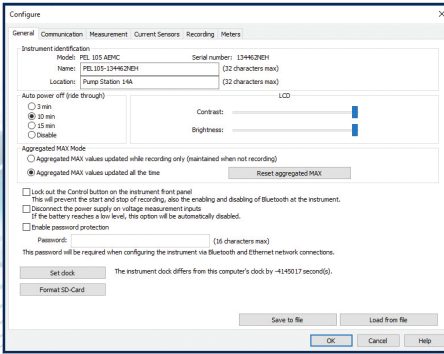 Configure
General Communication Measurement Current Sensors Recording Meters
Instrument identification
Model: PEL 105 AEMC Serial number: 134462NEH
Name: PEL105-134462NEH (32 characters max)
Location: Pump Station 14A (32 characters max)
Auto power off (ride through) LCD
3 min
10 min
15 min
Disable
Contrast:
Brightness:
Aggregated MAX Mode
Aggregated MAX values updated while recording only (maintained when not recording)
Aggregated MAX values updated all the time Reset aggregated MAX
Lock out the Control button on the instrument front panel
This will prevent the start and stop of recording, also the enabling and disabling of Bluetooth at the instrument.
Disconnect the power supply on voltage measurement inputs
If the battery reaches a low level, this option will be automatically disabled.
Enable password protection
Password: (16 characters max)
This password will be required when configuring the instrument via Bluetooth and Ethernet network connections.
Set clock The instrument clock differs from this computer's clock by -4145017 second(s).
Format SD-Card
Save to file Load from file
OK Cancel Help